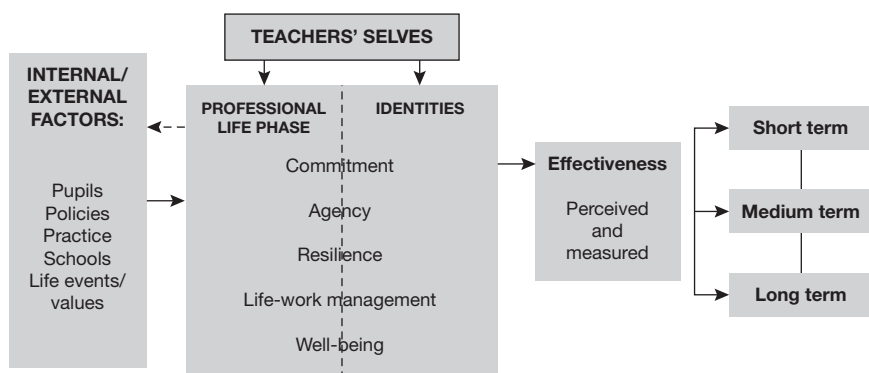 TEACHERS’ SELVES
INTERNAL/
EXTERNAL
FACTORS:
Pupils
Policies
Practice
Schools
Life events/
values
PROFESSIONAL
LIFE PHASE
IDENTITIES
Commitment
Agency
Resilience
Life-work management
Well-being
Effectiveness
Perceived
and
measured
Short term
Medium term
Long term